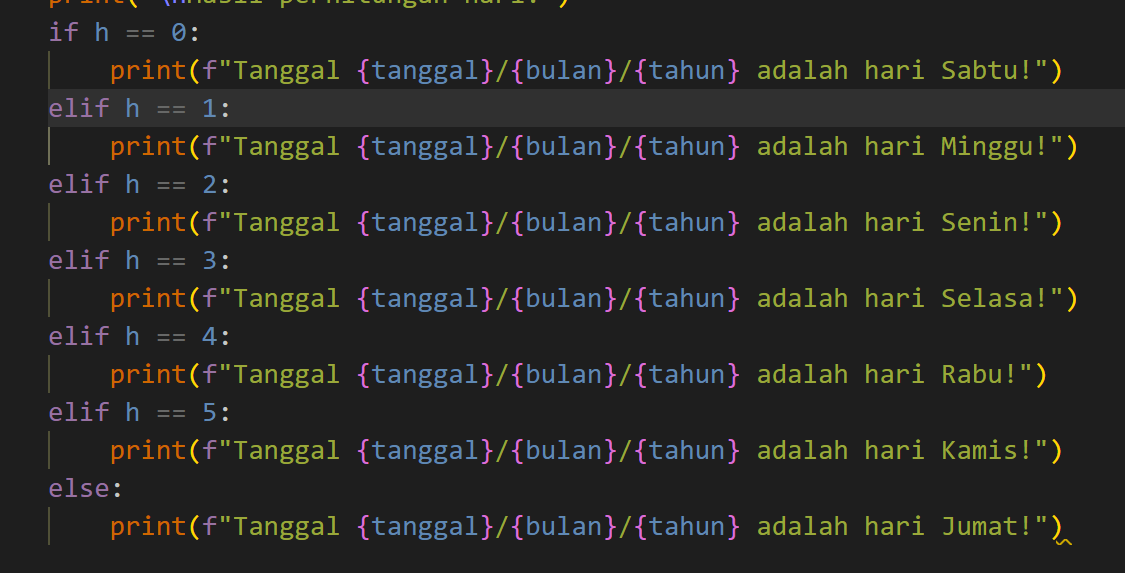 print("\nHasil perhitungan hari:")
if h == 0:
    print(f"Tanggal {tanggal}/{bulan}/{tahun} adalah hari Sabtu!")
elif h == 1:
    print(f"Tanggal {tanggal}/{bulan}/{tahun} adalah hari Minggu!")
elif h == 2:
    print(f"Tanggal {tanggal}/{bulan}/{tahun} adalah hari Senin!")
elif h == 3:
    print(f"Tanggal {tanggal}/{bulan}/{tahun} adalah hari Selasa!")
elif h == 4:
    print(f"Tanggal {tanggal}/{bulan}/{tahun} adalah hari Rabu!")
elif h == 5:
    print(f"Tanggal {tanggal}/{bulan}/{tahun} adalah hari Kamis!")
else:
    print(f"Tanggal {tanggal}/{bulan}/{tahun} adalah hari Jumat!")